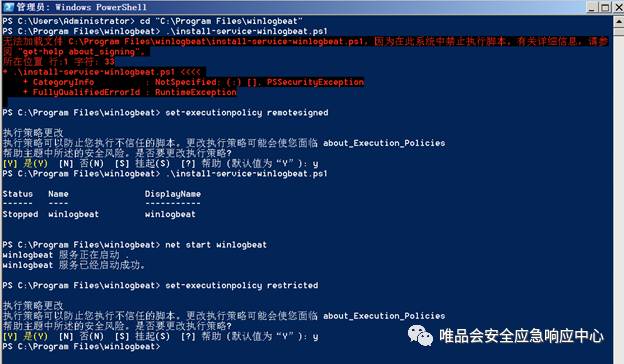 管理员: Windows PowerShell
PS C:\Users\Administrator> cd "C:\Program Files\winlogbeat"
PS C:\Program Files\winlogbeat> .\install-service-winlogbeat.ps1
无法加载文件 C:\Program Files\winlogbeat\install-service-winlogbeat.ps1，因为在此系统中禁止执行脚本。有关详细信息，请参
阅 "get-help about_signing"。
所在位置 行:1 字符: 33
+ .\install-service-winlogbeat.ps1 <<<<
+ CategoryInfo : NotSpecified: (:) [], PSSecurityException
+ FullyQualifiedErrorId : RuntimeException
PS C:\Program Files\winlogbeat> set-executionpolicy remotesigned
执行策略更改
执行策略可以防止您执行不信任的脚本。更改执行策略可能会使您面临 about_Execution_Policies
帮助主题中所述的安全风险。是否要更改执行策略?
[Y] 是(Y) [N] 否(N) [S] 挂起(S) [?] 帮助 (默认值为“Y”): y
PS C:\Program Files\winlogbeat> .\install-service-winlogbeat.ps1
Status Name DisplayName
------ ---- -----------
Stopped winlogbeat winlogbeat
PS C:\Program Files\winlogbeat> net start winlogbeat
winlogbeat 服务正在启动 .
winlogbeat 服务已经启动成功。
PS C:\Program Files\winlogbeat> set-executionpolicy restricted
执行策略更改
执行策略可以防止您执行不信任的脚本。更改执行策略可能会使您面临 about_Execution_Policies
帮助主题中所述的安全风险。是否要更改执行策略?
[Y] 是(Y) [N] 否(N) [S] 挂起(S) [?] 帮助 (默认值为“Y”): y
PS C:\Program Files\winlogbeat>
唯品会安全应急响应中心